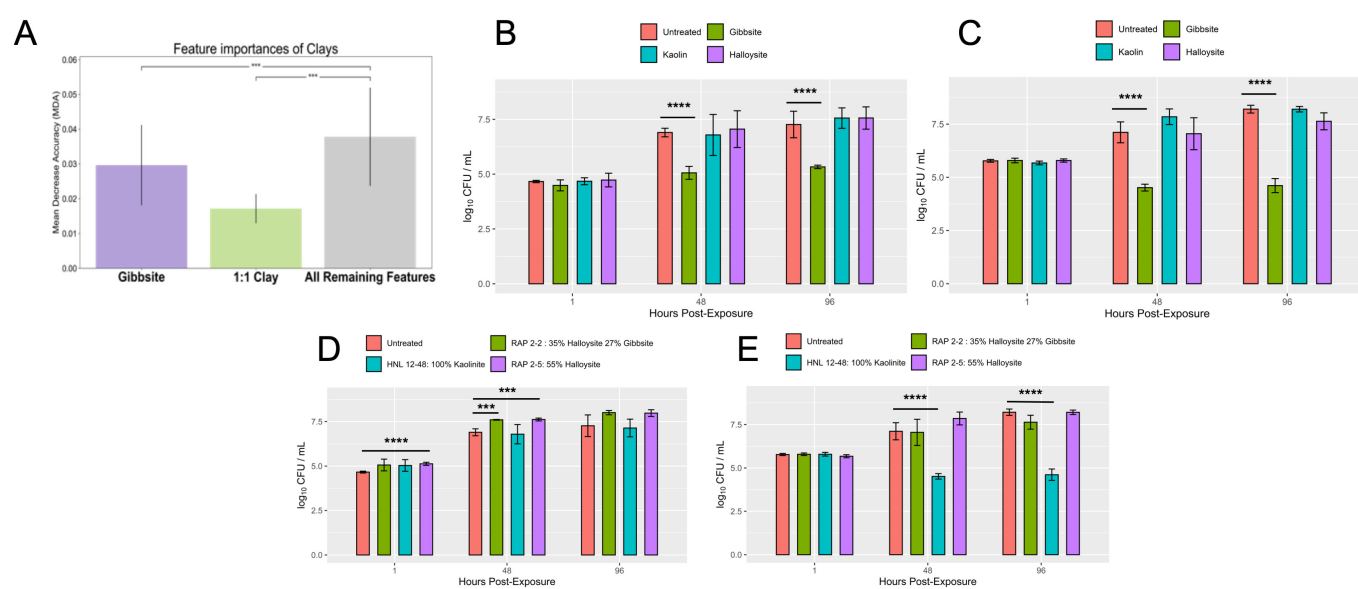 A
Feature importances of Clays
Mean Decrease Accuracy (MDA)
0.06
0.05
0.04
0.03
0.02
0.01
0.00
***
***
Gibbsite
1:1 Clay
All Remaining Features
B
Untreated
Gibbsite
Kaolin
Halloysite
log10 CFU / mL
7.5
5.0
2.5
0.0
****
****
1
48
96
Hours Post-Exposure
C
Untreated
Gibbsite
Kaolin
Halloysite
log10 CFU / mL
7.5
5.0
2.5
0.0
****
****
1
48
96
Hours Post-Exposure
D
Untreated
RAP 2-2 : 35% Halloysite 27% Gibbsite
HNL 12-48: 100% Kaolinite
RAP 2-5: 55% Halloysite
log10 CFU / mL
7.5
5.0
2.5
0.0
****
***
***
1
48
96
Hours Post-Exposure
E
Untreated
RAP 2-2 : 35% Halloysite 27% Gibbsite
HNL 12-48: 100% Kaolinite
RAP 2-5: 55% Halloysite
log10 CFU / mL
7.5
5.0
2.5
0.0
****
****
1
48
96
Hours Post-Exposure